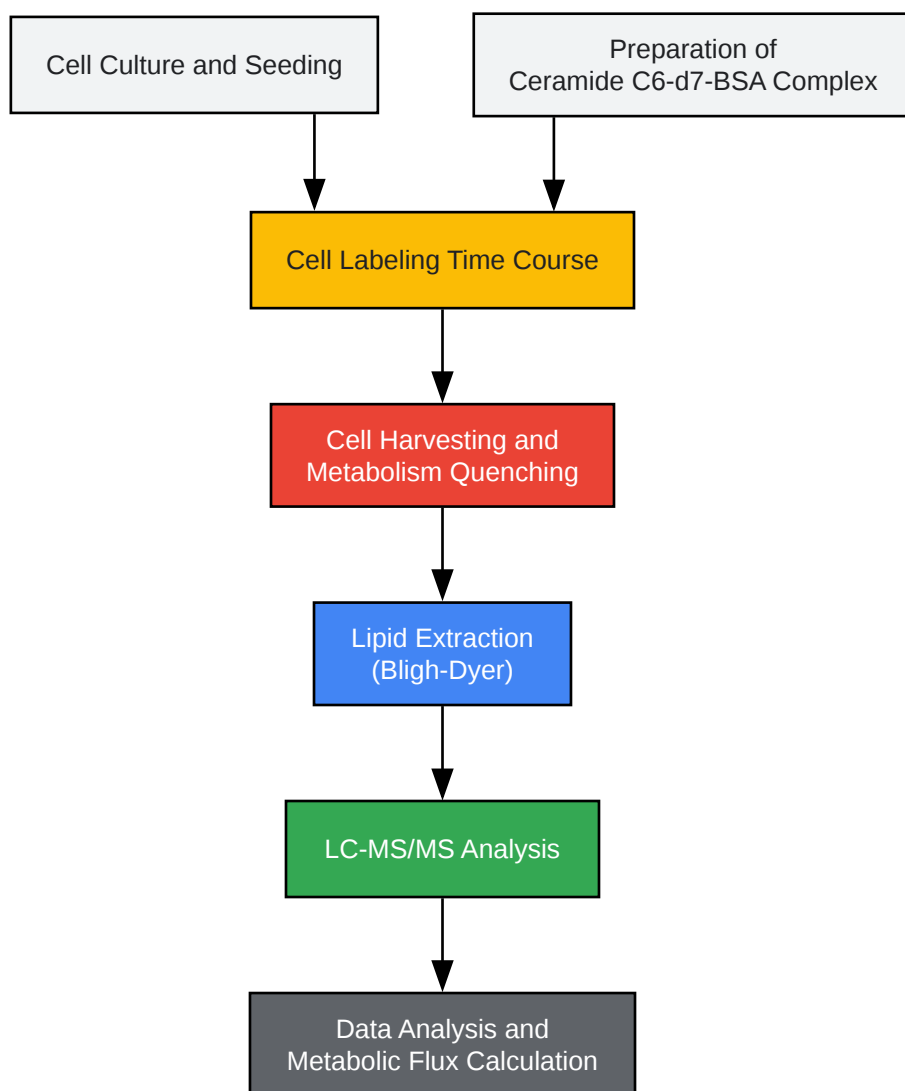 Cell Culture and Seeding
Preparation of
Ceramide C6-d7-BSA Complex
Cell Labeling Time Course
Cell Harvesting and
Metabolism Quenching
Lipid Extraction
(Bligh-Dyer)
LC-MS/MS Analysis
Data Analysis and
Metabolic Flux Calculation